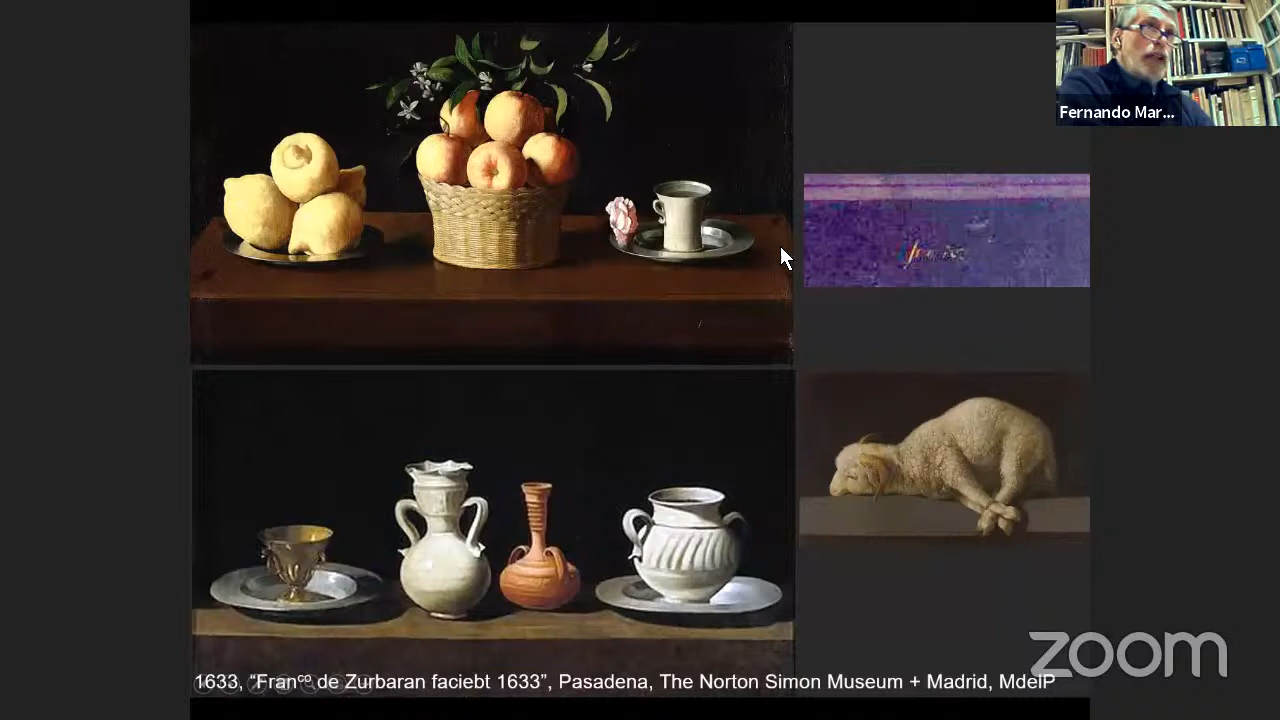 Fernando Mar...
zoom
1633, “Franᶜᵒ de Zurbaran faciebt 1633”, Pasadena, The Norton Simon Museum + Madrid, MdelP